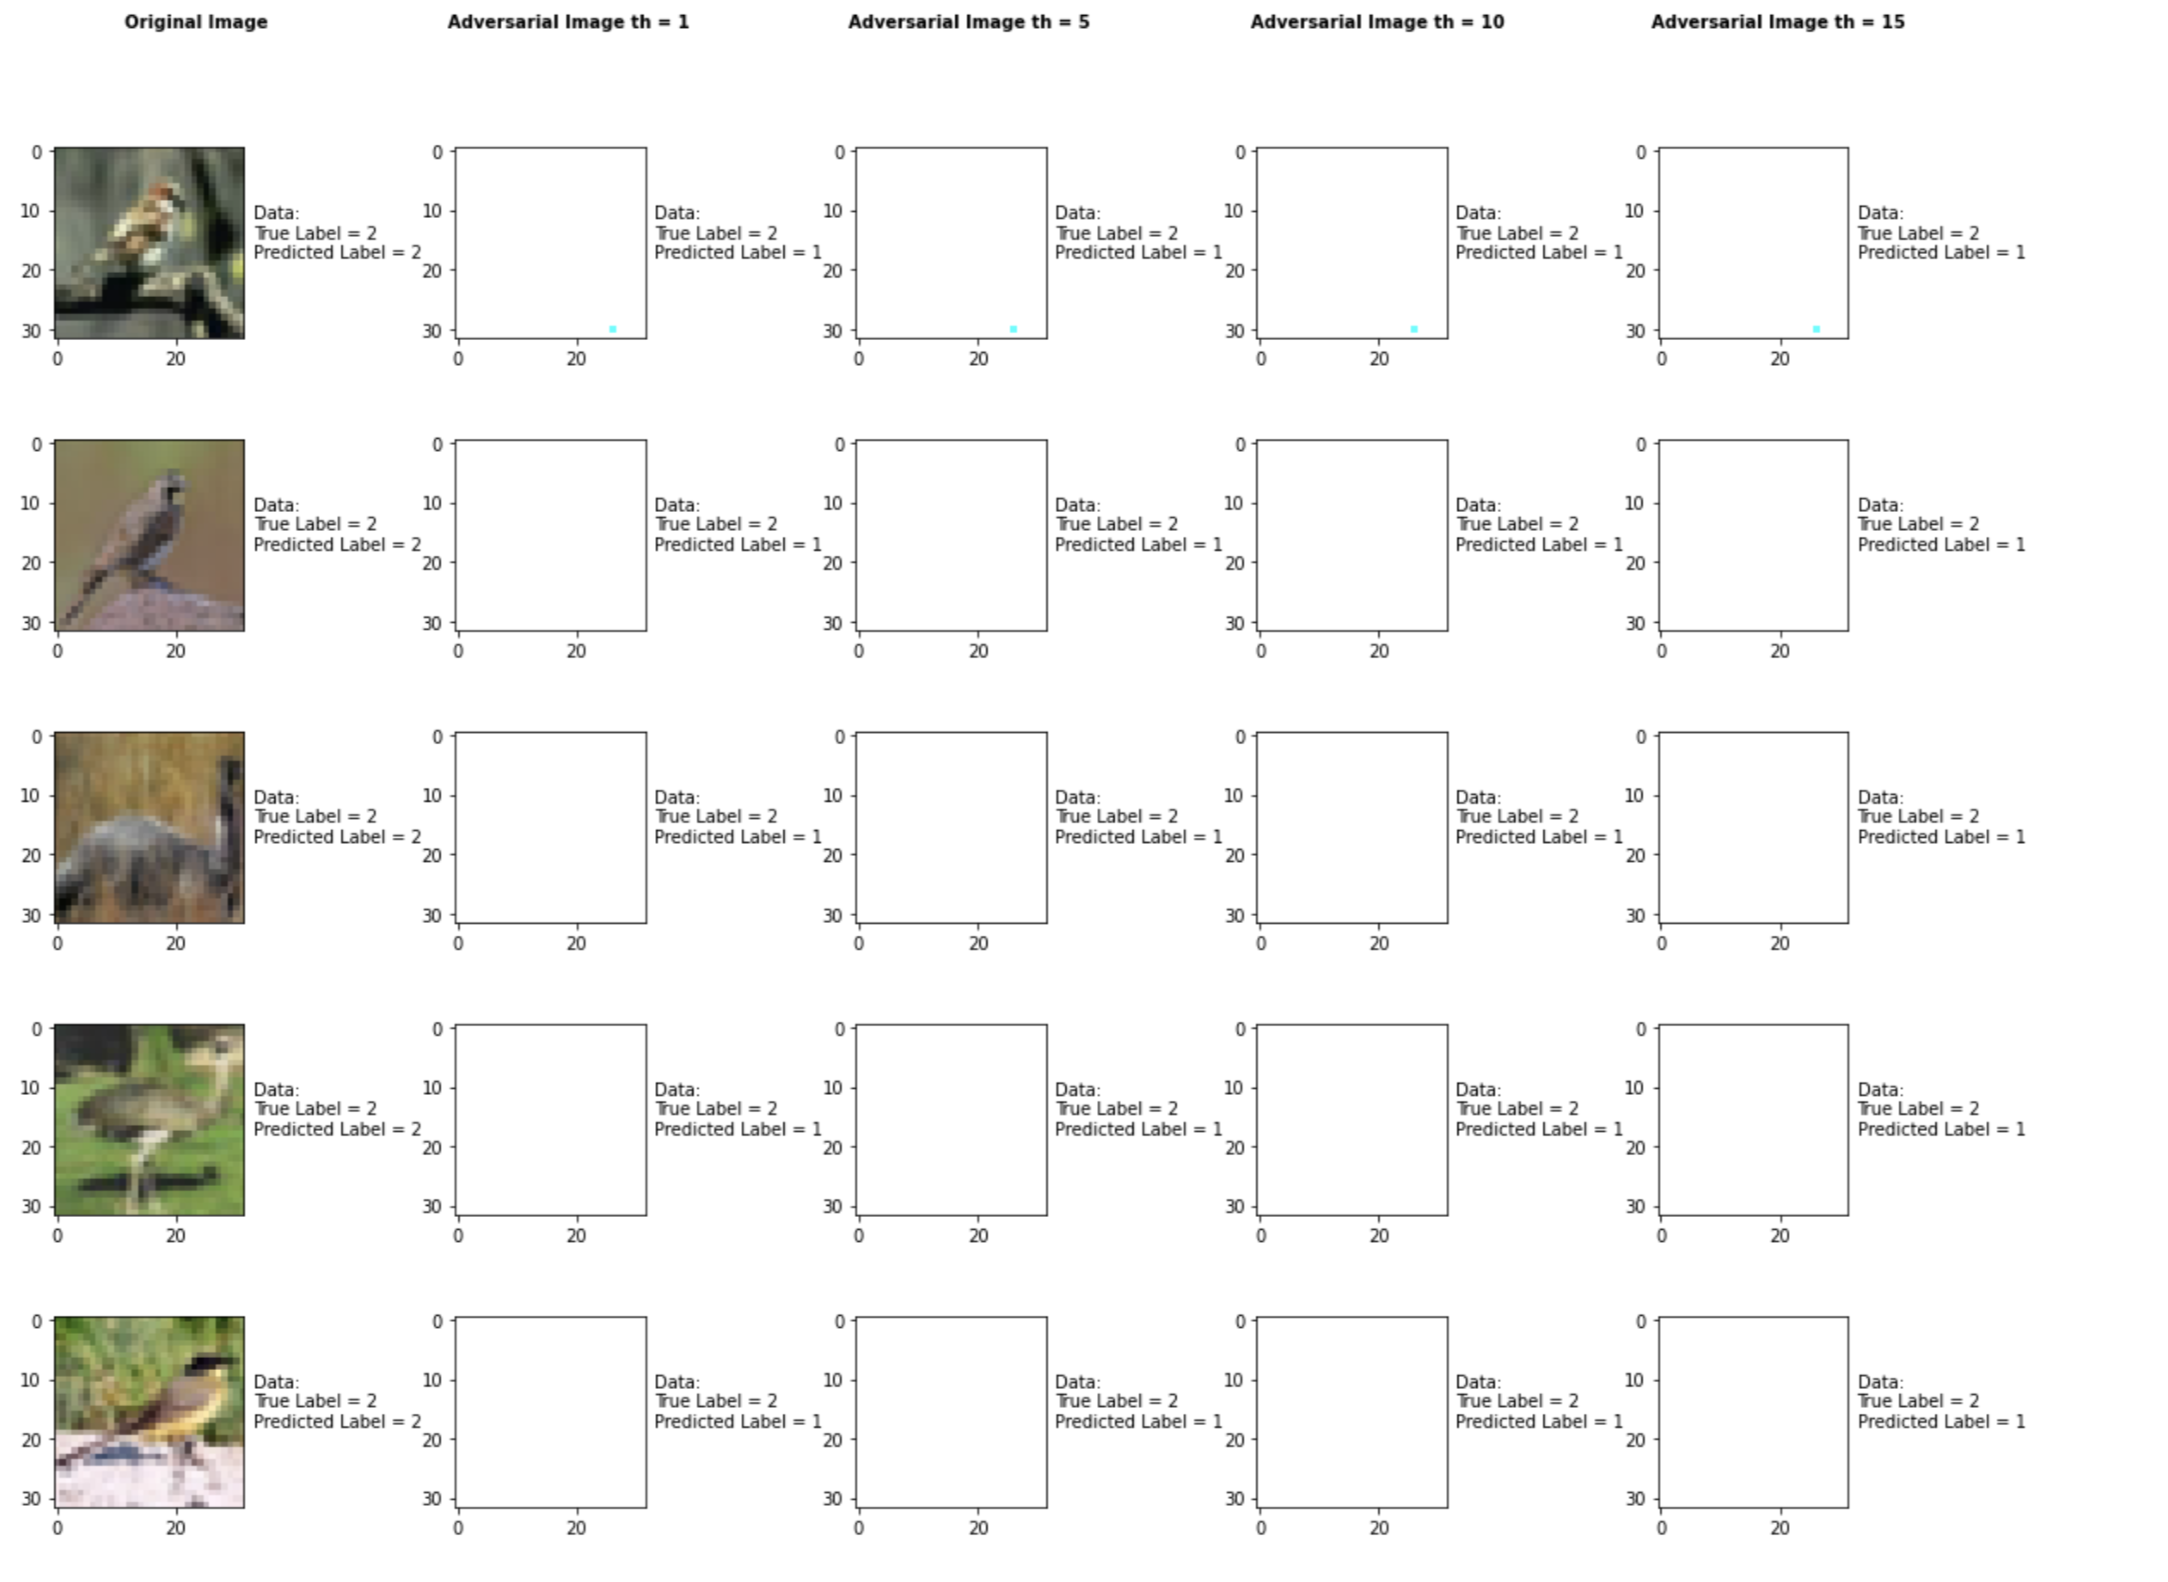 Original Image
Adversarial Image th = 1
Adversarial Image th = 5
Adversarial Image th = 10
Adversarial Image th = 15
0
10
20
30
0 20
Data:
True Label = 2
Predicted Label = 2
0
10
20
30
0 20
Data:
True Label = 2
Predicted Label = 1
0
10
20
30
0 20
Data:
True Label = 2
Predicted Label = 1
0
10
20
30
0 20
Data:
True Label = 2
Predicted Label = 1
0
10
20
30
0 20
Data:
True Label = 2
Predicted Label = 1
0
10
20
30
0 20
Data:
True Label = 2
Predicted Label = 2
0
10
20
30
0 20
Data:
True Label = 2
Predicted Label = 1
0
10
20
30
0 20
Data:
True Label = 2
Predicted Label = 1
0
10
20
30
0 20
Data:
True Label = 2
Predicted Label = 1
0
10
20
30
0 20
Data:
True Label = 2
Predicted Label = 1
0
10
20
30
0 20
Data:
True Label = 2
Predicted Label = 2
0
10
20
30
0 20
Data:
True Label = 2
Predicted Label = 1
0
10
20
30
0 20
Data:
True Label = 2
Predicted Label = 1
0
10
20
30
0 20
Data:
True Label = 2
Predicted Label = 1
0
10
20
30
0 20
Data:
True Label = 2
Predicted Label = 1
0
10
20
30
0 20
Data:
True Label = 2
Predicted Label = 2
0
10
20
30
0 20
Data:
True Label = 2
Predicted Label = 1
0
10
20
30
0 20
Data:
True Label = 2
Predicted Label = 1
0
10
20
30
0 20
Data:
True Label = 2
Predicted Label = 1
0
10
20
30
0 20
Data:
True Label = 2
Predicted Label = 1
0
10
20
30
0 20
Data:
True Label = 2
Predicted Label = 2
0
10
20
30
0 20
Data:
True Label = 2
Predicted Label = 1
0
10
20
30
0 20
Data:
True Label = 2
Predicted Label = 1
0
10
20
30
0 20
Data:
True Label = 2
Predicted Label = 1
0
10
20
30
0 20
Data:
True Label = 2
Predicted Label = 1